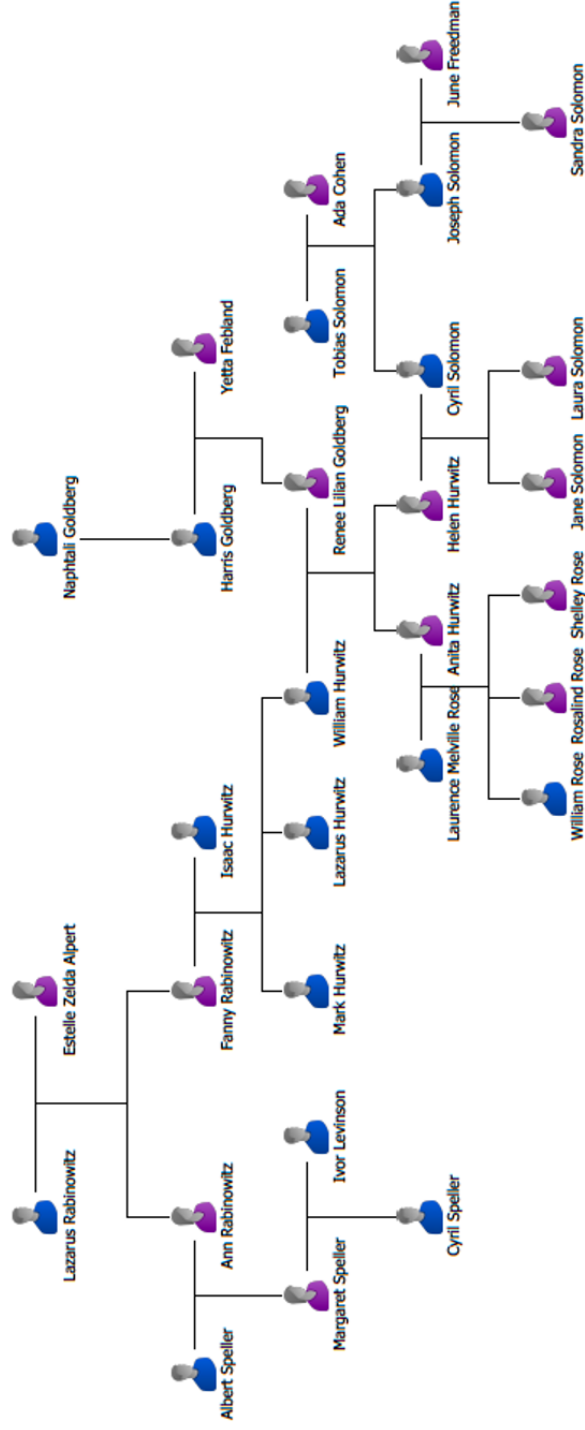 Lazarus Rabinowitz
Estelle Zelda Alpert
Naphtali Goldberg
Albert Speller
Ann Rabinowitz
Fanny Rabinowitz
Isaac Hurwitz
Harris Goldberg
Yetta Febland
Margaret Speller
Ivor Levinson
Mark Hurwitz
Lazarus Hurwitz
William Hurwitz
Renee Lilian Goldberg
Tobias Solomon
Ada Cohen
Cyril Speller
Laurence Melville Rose
Anita Hurwitz
Helen Hurwitz
Cyril Solomon
Joseph Solomon
June Freedman
William Rose
Rosalind Rose
Shelley Rose
Jane Solomon
Laura Solomon
Sandra Solomon